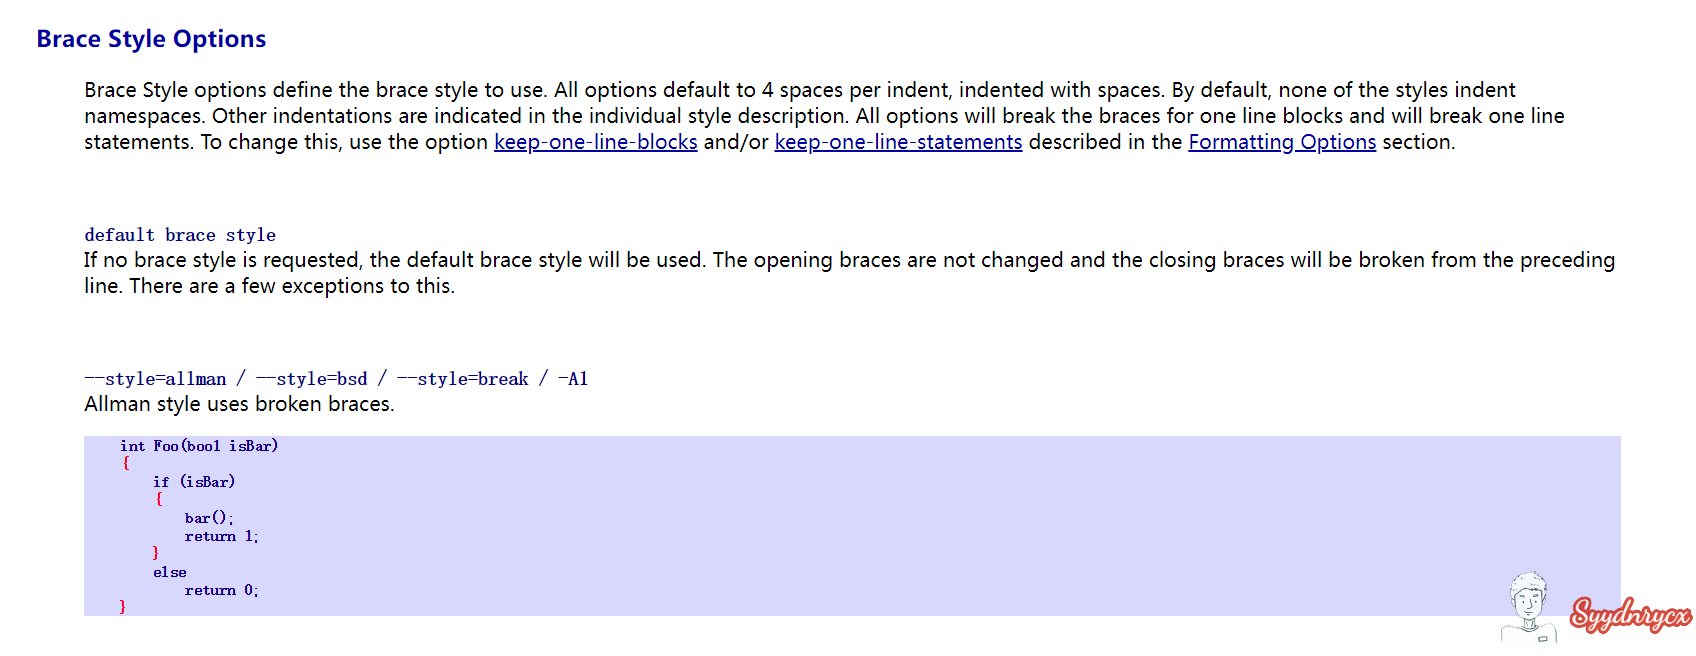 Brace Style Options
Brace Style options define the brace style to use. All options default to 4 spaces per indent, indented with spaces. By default, none of the styles indent
namespaces. Other indentations are indicated in the individual style description. All options will break the braces for one line blocks and will break one line
statements. To change this, use the option keep-one-line-blocks and/or keep-one-line-statements described in the Formatting Options section.
default brace style
If no brace style is requested, the default brace style will be used. The opening braces are not changed and the closing braces will be broken from the preceding
line. There are a few exceptions to this.
--style=allman / --style=bsd / --style=break / -A1
Allman style uses broken braces.
int Foo(bool isBar)
{
if (isBar)
{
bar();
return 1;
}
else
return 0;
}
Syydnrycx